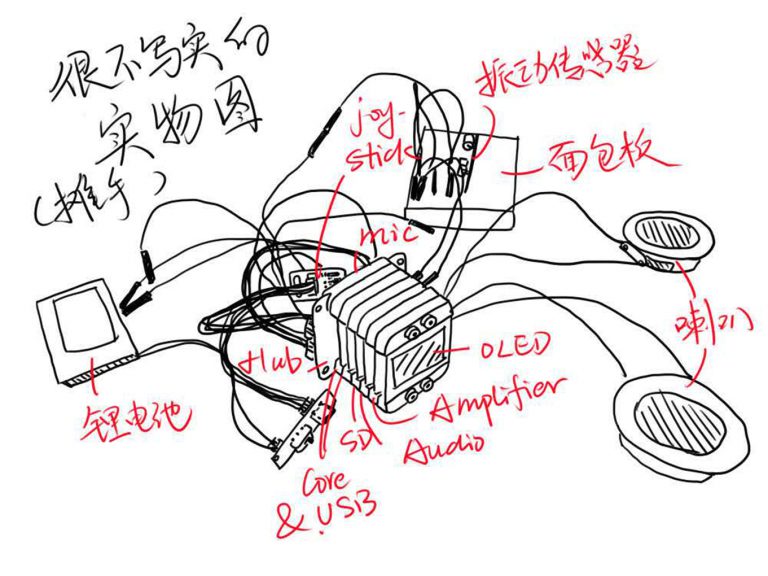 很不写实的
实物图
(摊手)
joy-
stick
振动传感器
面包板
mic
喇叭
OLED
Hub
Amplifier
SD
Audio
锂电池
Core
& USB